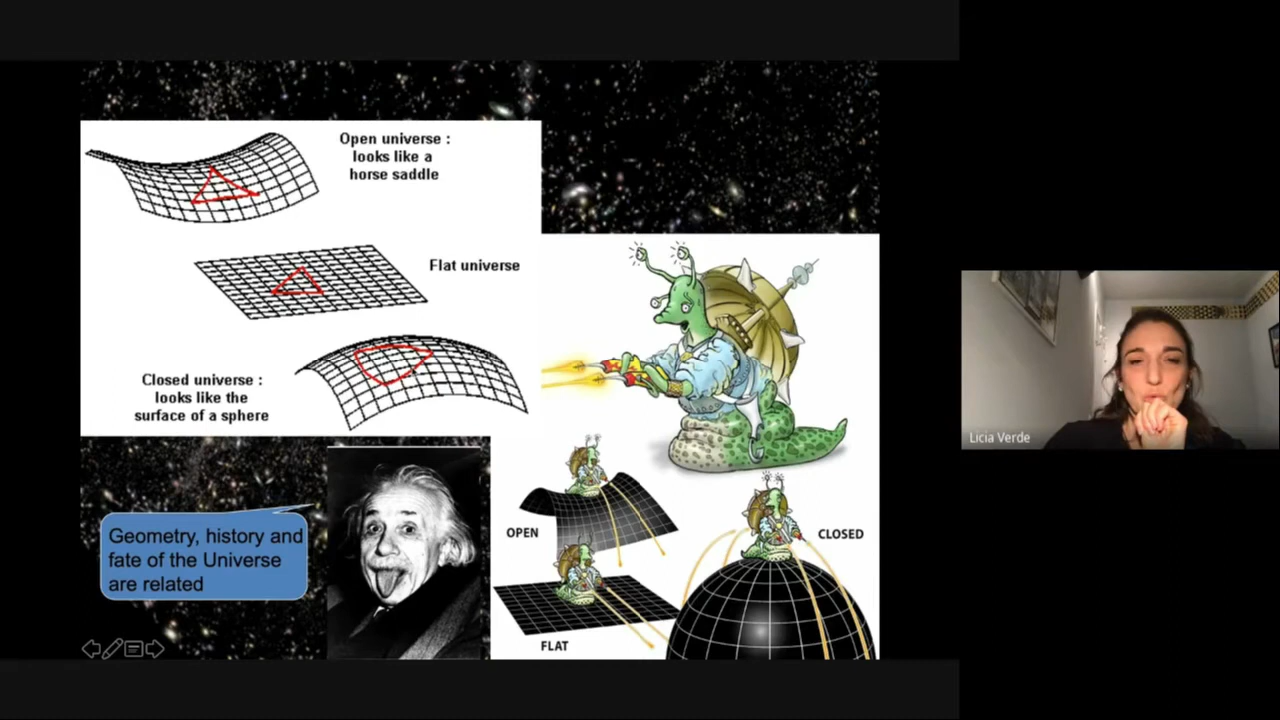 Open universe :
looks like a
horse saddle
Flat universe
Closed universe :
looks like the
surface of a sphere
Geometry, history and
fate of the Universe
are related
OPEN
CLOSED
FLAT
Licia Verde